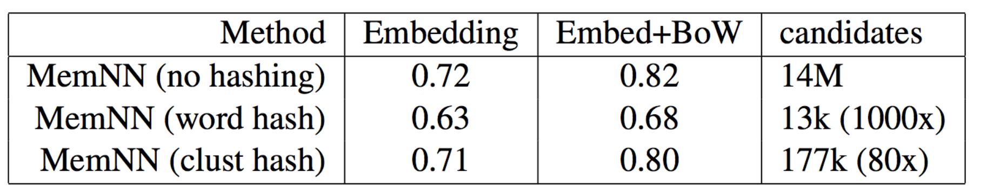 Method Embedding Embed+BoW candidates
MemNN (no hashing) 0.72 0.82 14M
MemNN (word hash) 0.63 0.68 13k (1000x)
MemNN (clust hash) 0.71 0.80 177k (80x)